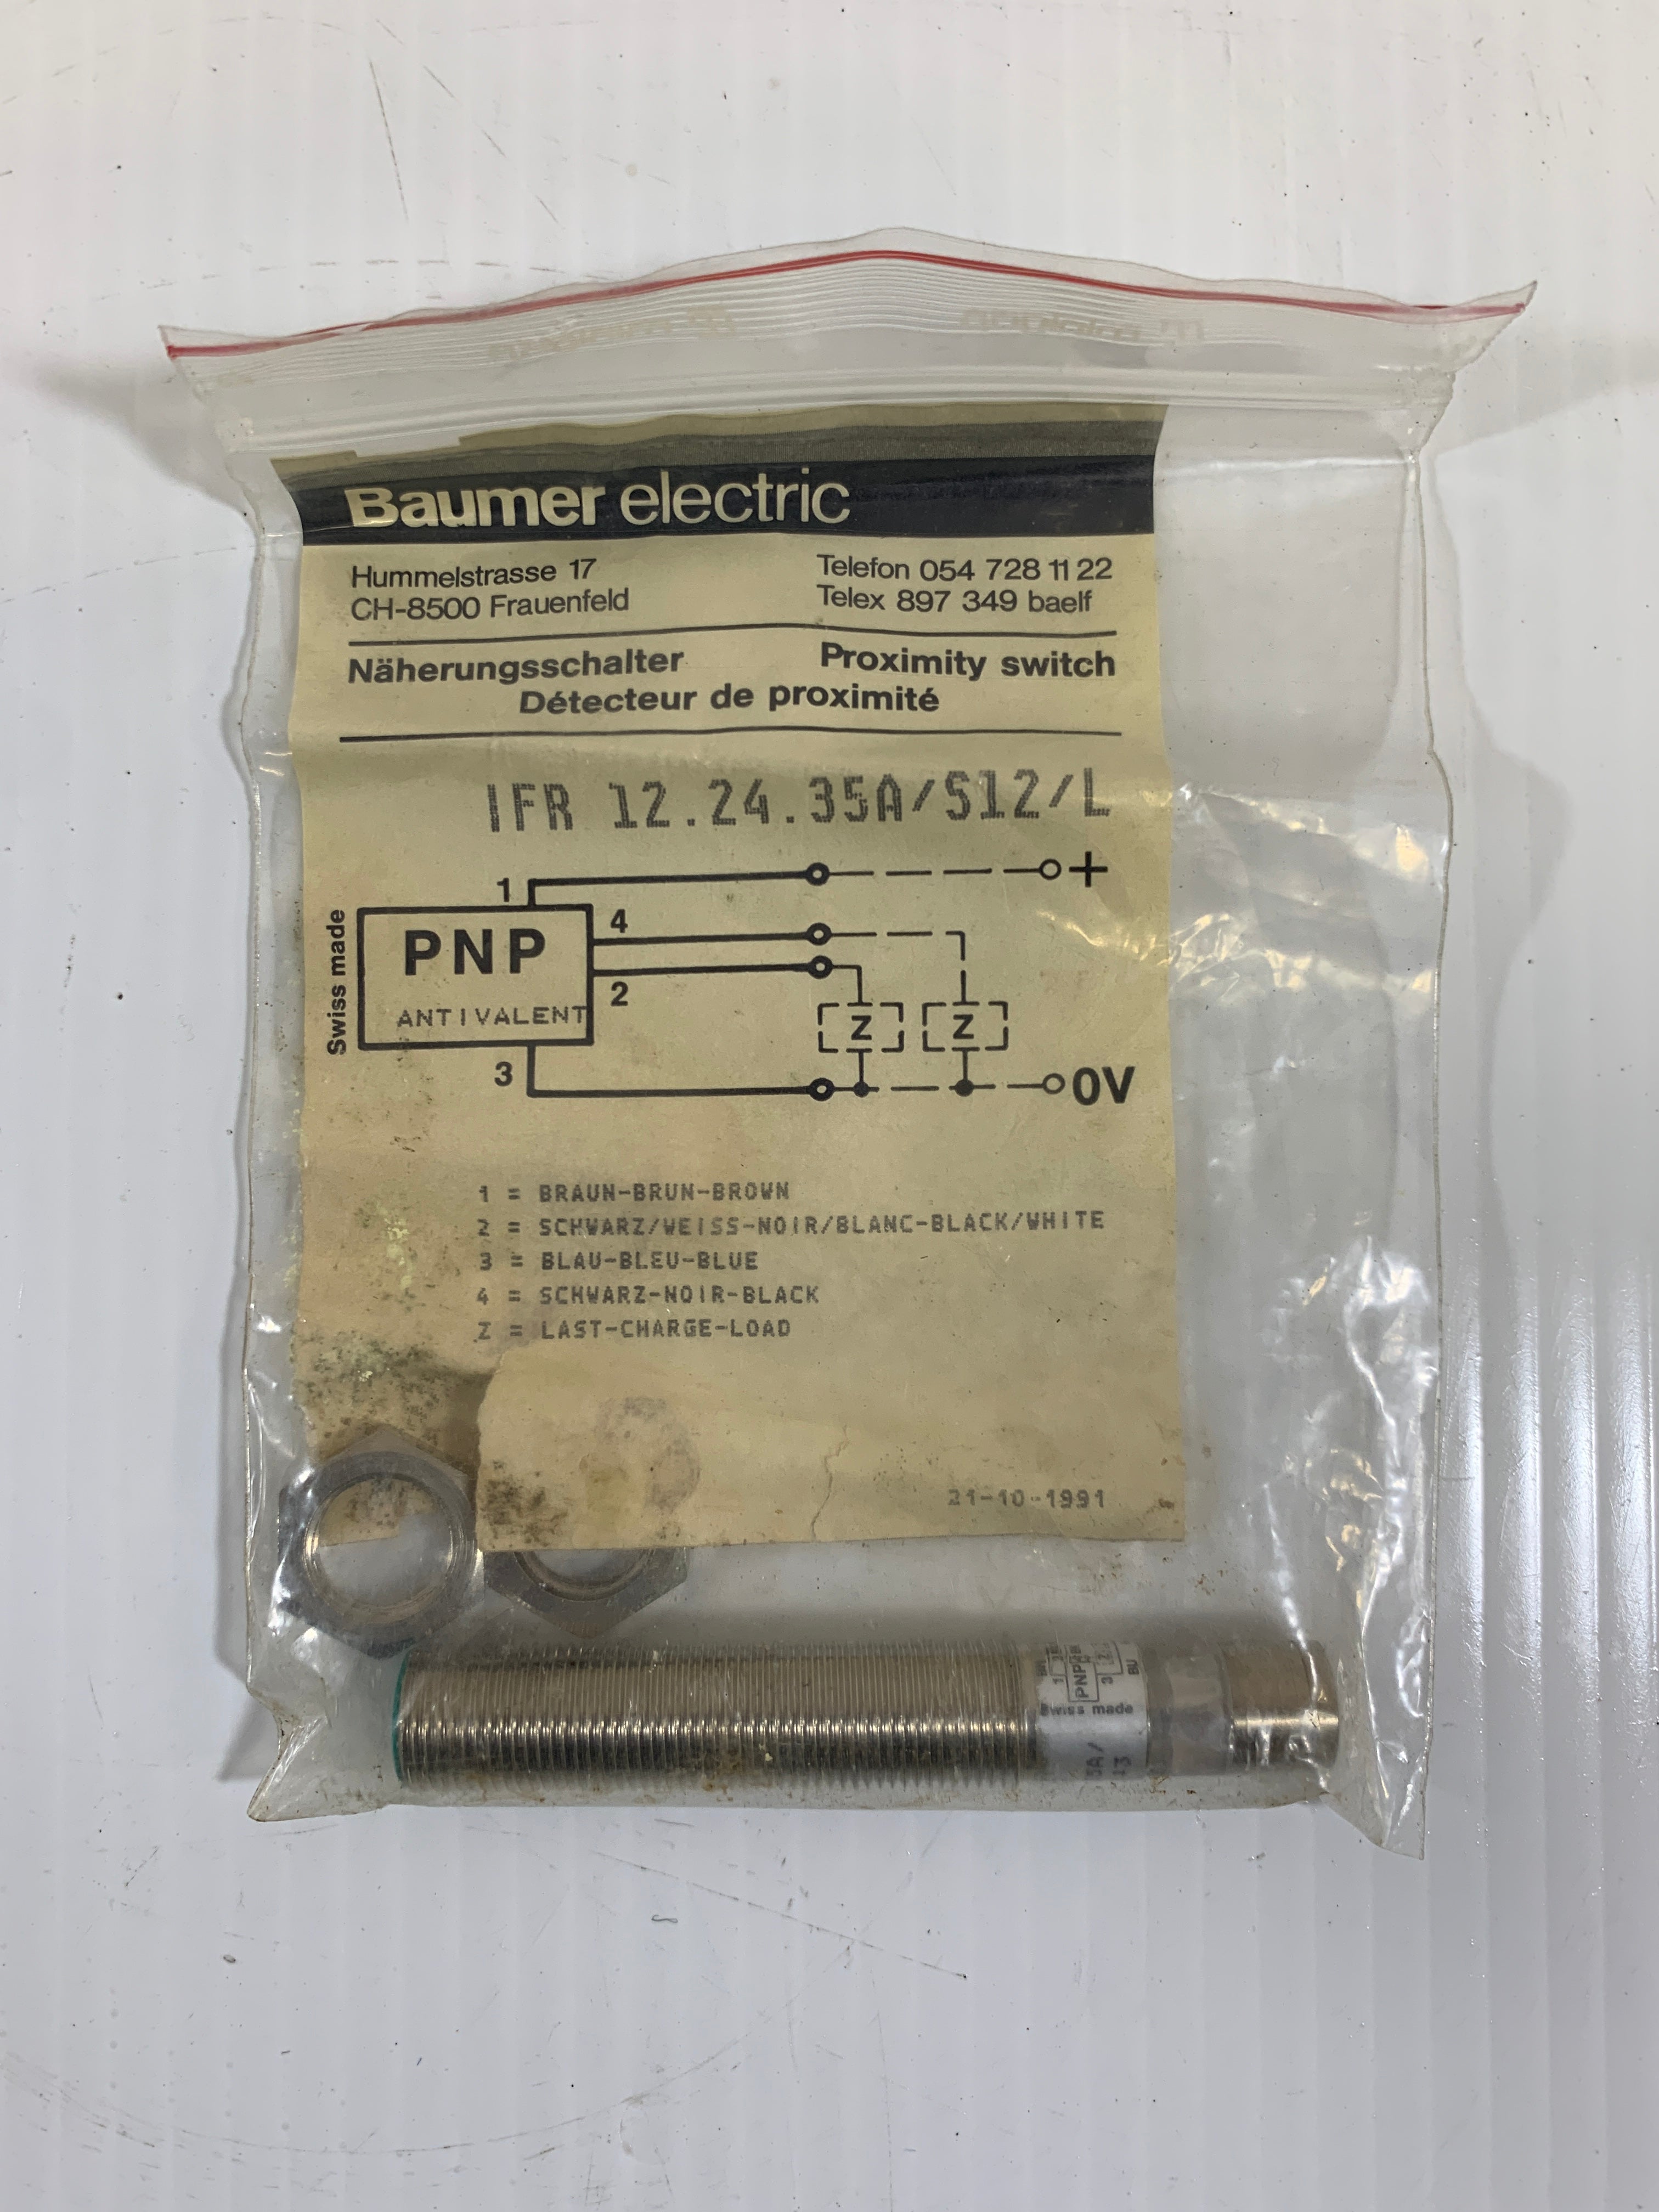 Baumer electric
Hummelstrasse 17
CH-8500 Frauenfeld
Telefon 054 728 11 22
Telex 897 349 baelf
Näherungsschalter
Proximity switch
Détecteur de proximité
IFR 12.24.35A/S12/L
Swiss made
1
+
4
PNP
ANTIVALENT
2
Z
Z
3
0V
1 = BRAUN-BRUN-BROWN
2 = SCHWARZ/WEISS-NOIR/BLANC-BLACK/WHITE
3 = BLAU-BLEU-BLUE
4 = SCHWARZ-NOIR-BLACK
Z = LAST-CHARGE-LOAD
21-10-1991
1
PNP
3
BU
Swiss made